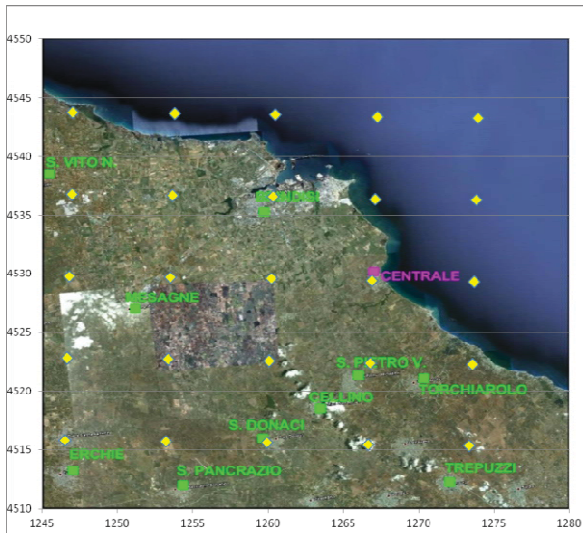 4550
4545
4540
S. VITO N.
4535
BRINDISI
4530
CENTRALE
MESAGNE
4525
S. PIETRO V.
4520
TORCHIAROLO
CELLINO
S. DONACI
4515
ERCHIE
S. PANCRAZIO
TREPUZZI
4510
1245 1250 1255 1260 1265 1270 1275 1280